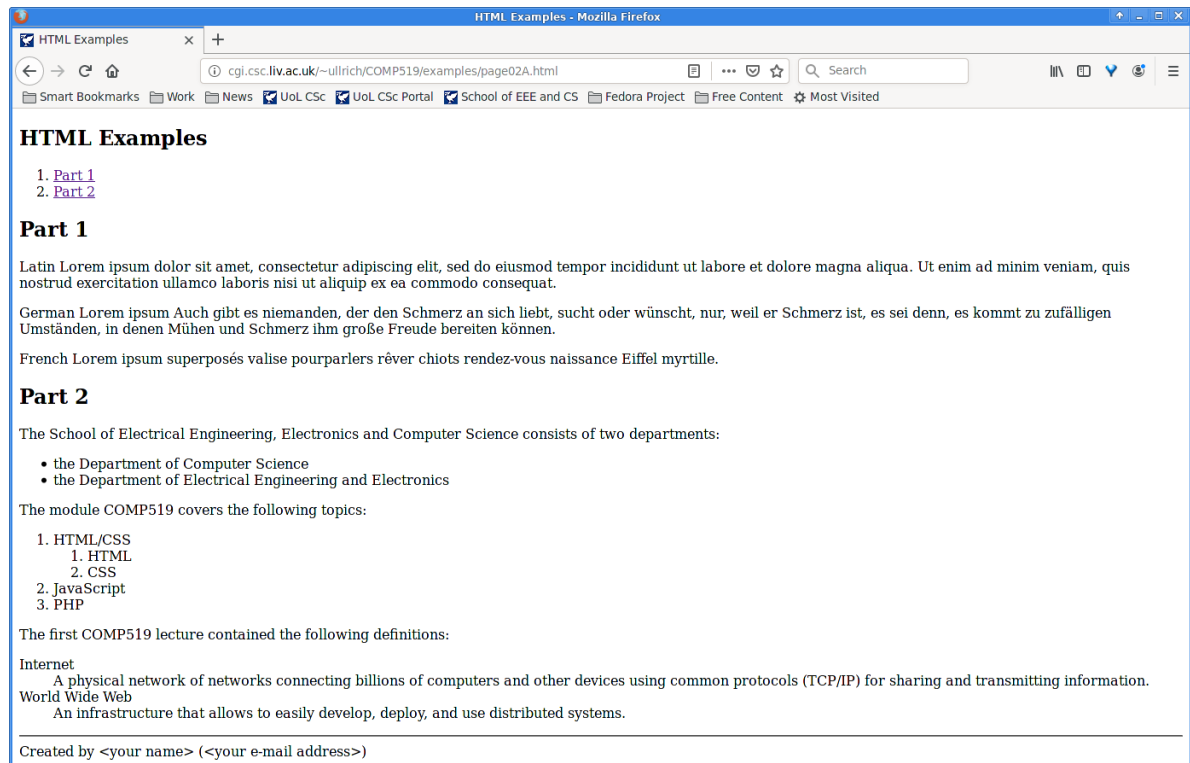 HTML Examples - Mozilla Firefox
HTML Examples
cgi.csc.liv.ac.uk/~ullrich/COMP519/examples/page02A.html
Search
Smart Bookmarks Work News UoL CSc UoL CSc Portal School of EEE and CS Fedora Project Free Content Most Visited
HTML Examples
1. Part 1
2. Part 2
Part 1
Latin Lorem ipsum dolor sit amet, consectetur adipiscing elit, sed do eiusmod tempor incididunt ut labore et dolore magna aliqua. Ut enim ad minim veniam, quis
nostrud exercitation ullamco laboris nisi ut aliquip ex ea commodo consequat.
German Lorem ipsum Auch gibt es niemanden, der den Schmerz an sich liebt, sucht oder wünscht, nur, weil er Schmerz ist, es sei denn, es kommt zu zufälligen
Umständen, in denen Mühen und Schmerz ihm große Freude bereiten können.
French Lorem ipsum superposés valise pourparlers rêver chiots rendez-vous naissance Eiffel myrtille.
Part 2
The School of Electrical Engineering, Electronics and Computer Science consists of two departments:
• the Department of Computer Science
• the Department of Electrical Engineering and Electronics
The module COMP519 covers the following topics:
1. HTML/CSS
1. HTML
2. CSS
2. JavaScript
3. PHP
The first COMP519 lecture contained the following definitions:
Internet
A physical network of networks connecting billions of computers and other devices using common protocols (TCP/IP) for sharing and transmitting information.
World Wide Web
An infrastructure that allows to easily develop, deploy, and use distributed systems.
Created by <your name> (<your e-mail address>)